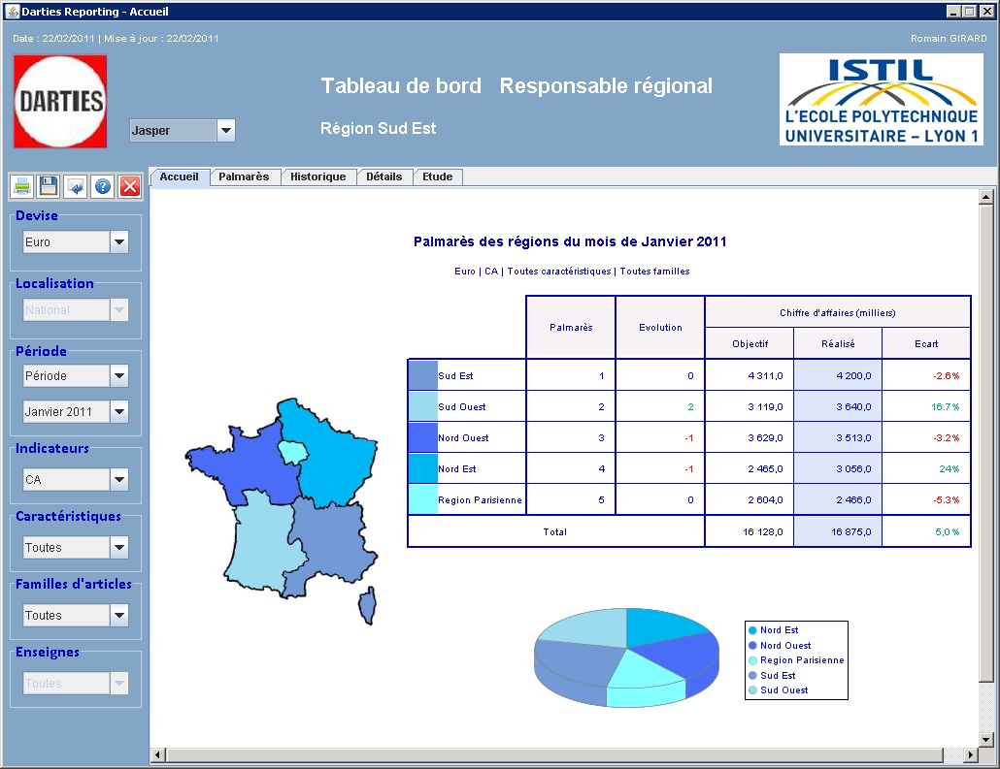 Darties Reporting - Accueil
Date : 22/02/2011 | Mise à jour : 22/02/2011
Romain GIRARD
DARTIES
Jasper
Tableau de bord Responsable régional
Région Sud Est
ISTIL
L'ECOLE POLYTECHNIQUE
UNIVERSITAIRE – LYON 1
Accueil Palmarès Historique Détails Etude
Devise
Euro
Localisation
National
Période
Période
Janvier 2011
Indicateurs
CA
Caractéristiques
Toutes
Familles d'articles
Toutes
Enseignes
Toutes
Palmarès des régions du mois de Janvier 2011
Euro | CA | Toutes caractéristiques | Toutes familles
Palmarès Evolution Chiffre d'affaires (milliers)
Objectif Réalisé Ecart
Sud Est 1 0 4 311,0 4 200,0 -2.6%
Sud Ouest 2 2 3 119,0 3 640,0 16.7%
Nord Ouest 3 -1 3 629,0 3 513,0 -3.2%
Nord Est 4 -1 2 465,0 3 056,0 24%
Region Parisienne 5 0 2 604,0 2 466,0 -5.3%
Total 16 128,0 16 875,0 5,0%
Nord Est
Nord Ouest
Region Parisienne
Sud Est
Sud Ouest